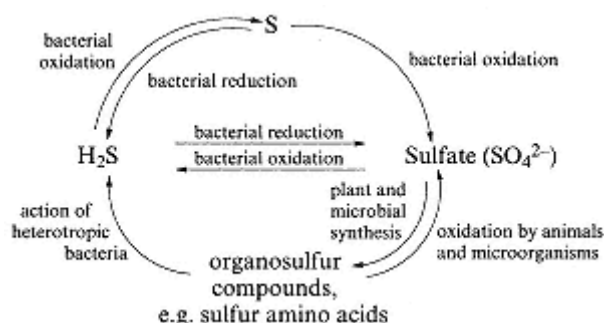 S
bacterial
oxidation
bacterial oxidation
bacterial reduction
bacterial reduction
H₂S
Sulfate (SO₄²⁻)
bacterial oxidation
plant and
microbial
synthesis
action of
heterotropic
bacteria
oxidation by animals
and microorganisms
organosulfur
compounds,
e.g. sulfur amino acids